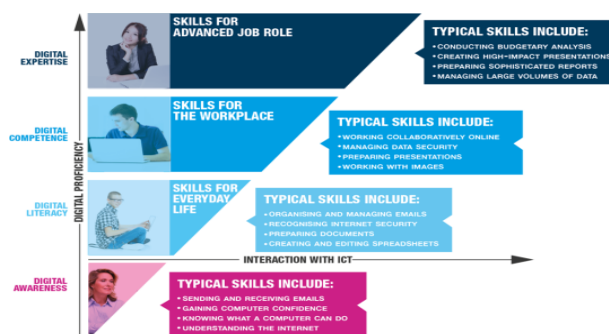 DIGITAL
EXPERTISE
SKILLS FOR
ADVANCED JOB ROLE
TYPICAL SKILLS INCLUDE:
• CONDUCTING BUDGETARY ANALYSIS
• CREATING HIGH-IMPACT PRESENTATIONS
• PREPARING SOPHISTICATED REPORTS
• MANAGING LARGE VOLUMES OF DATA
DIGITAL
COMPETENCE
SKILLS FOR
THE WORKPLACE
TYPICAL SKILLS INCLUDE:
• WORKING COLLABORATIVELY ONLINE
• MANAGING DATA SECURITY
• PREPARING PRESENTATIONS
• WORKING WITH IMAGES
DIGITAL PROFICIENCY
DIGITAL
LITERACY
SKILLS FOR
EVERYDAY
LIFE
TYPICAL SKILLS INCLUDE:
• ORGANISING AND MANAGING EMAILS
• RECOGNISING INTERNET SECURITY
• PREPARING DOCUMENTS
• CREATING AND EDITING SPREADSHEETS
INTERACTION WITH ICT
DIGITAL
AWARENESS
TYPICAL SKILLS INCLUDE:
• SENDING AND RECEIVING EMAILS
• GAINING COMPUTER CONFIDENCE
• KNOWING WHAT A COMPUTER CAN DO
• UNDERSTANDING THE INTERNET